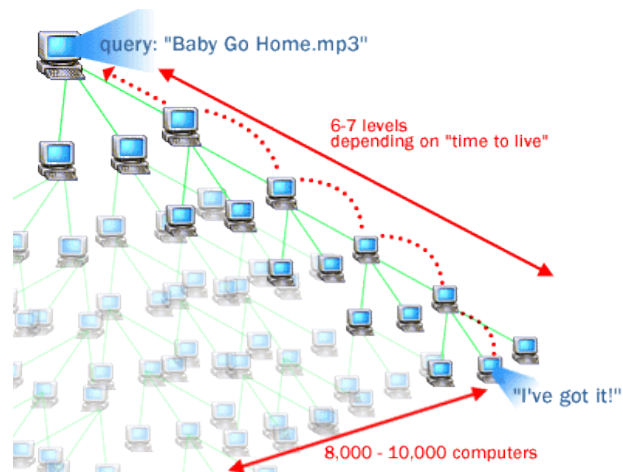 query: "Baby Go Home.mp3"
6-7 levels
depending on "time to live"
"I've got it!"
8,000 - 10,000 computers